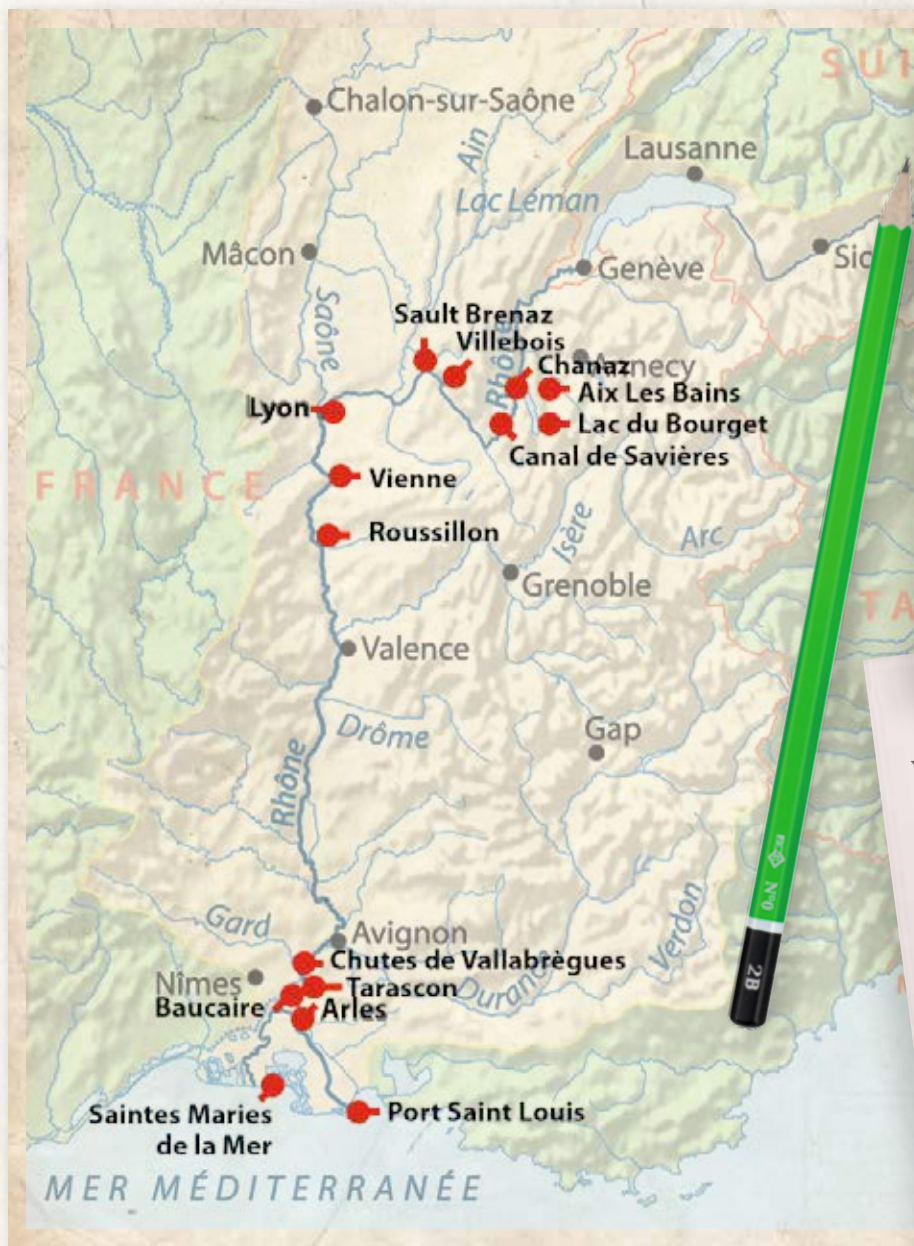 SUI
Chalon-sur-Saône
Ain
Lausanne
Lac Léman
Mâcon
Genève
Saône
Sault Brenaz
Villebois
Rhône
Chanaz
Aix Les Bains
Lyon
Lac du Bourget
Canal de Savières
FRANCE
Vienne
Roussillon
Isère
Arc
Grenoble
TA
Valence
Drôme
Gap
Rhône
N°0
Gard
Avignon
Verdon
Chutes de Vallabrègues
2B
Nîmes
Tarascon
Durance
Baucaire
Arles
Saintes Maries
de la Mer
Port Saint Louis
MER MÉDITERRANÉE